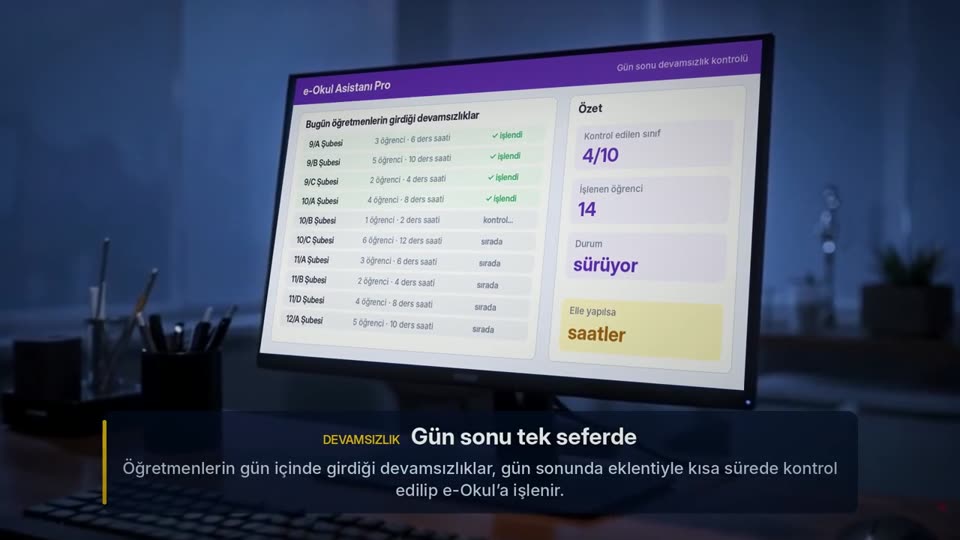 e-Okul Asistanı Pro
Gün sonu devamsızlık kontrolü
Bugün öğretmenlerin girdiği devamsızlıklar
9/A Şubesi 3 öğrenci · 6 ders saati ✓ işlendi
9/B Şubesi 5 öğrenci · 10 ders saati ✓ işlendi
9/C Şubesi 2 öğrenci · 4 ders saati ✓ işlendi
10/A Şubesi 4 öğrenci · 8 ders saati ✓ işlendi
10/B Şubesi 1 öğrenci · 2 ders saati kontrol...
10/C Şubesi 6 öğrenci · 12 ders saati sırada
11/A Şubesi 3 öğrenci · 6 ders saati sırada
11/B Şubesi 2 öğrenci · 4 ders saati sırada
11/D Şubesi 4 öğrenci · 8 ders saati sırada
12/A Şubesi 5 öğrenci · 10 ders saati sırada
Özet
Kontrol edilen sınıf
4/10
İşlenen öğrenci
14
Durum
sürüyor
Elle yapılsa
saatler
DEVAMSIZLIK Gün sonu tek seferde
Öğretmenlerin gün içinde girdiği devamsızlıklar, gün sonunda eklentiyle kısa sürede kontrol
edilip e-Okul’a işlenir.